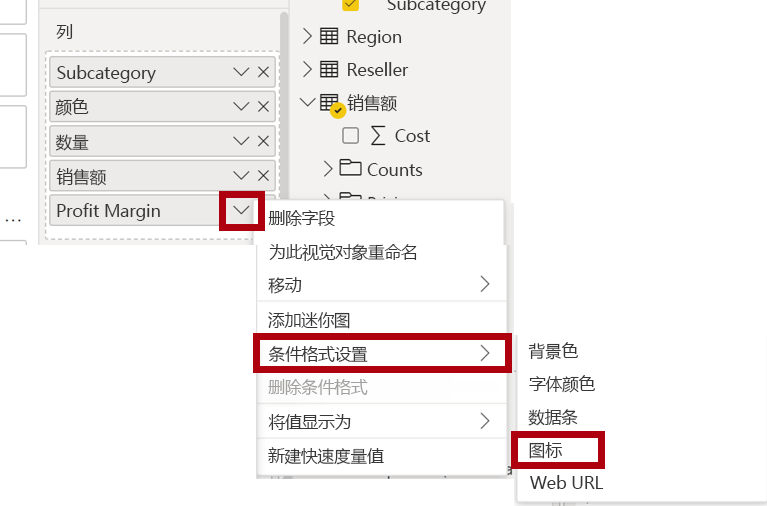 列
Subcategory
颜色
数量
销售额
Profit Margin
...
Subcategory
Region
Reseller
销售额
Cost
Counts
删除字段
为此视觉对象重命名
移动
添加迷你图
条件格式设置
删除条件格式
将值显示为
新建快速度量值
背景色
字体颜色
数据条
图标
Web URL